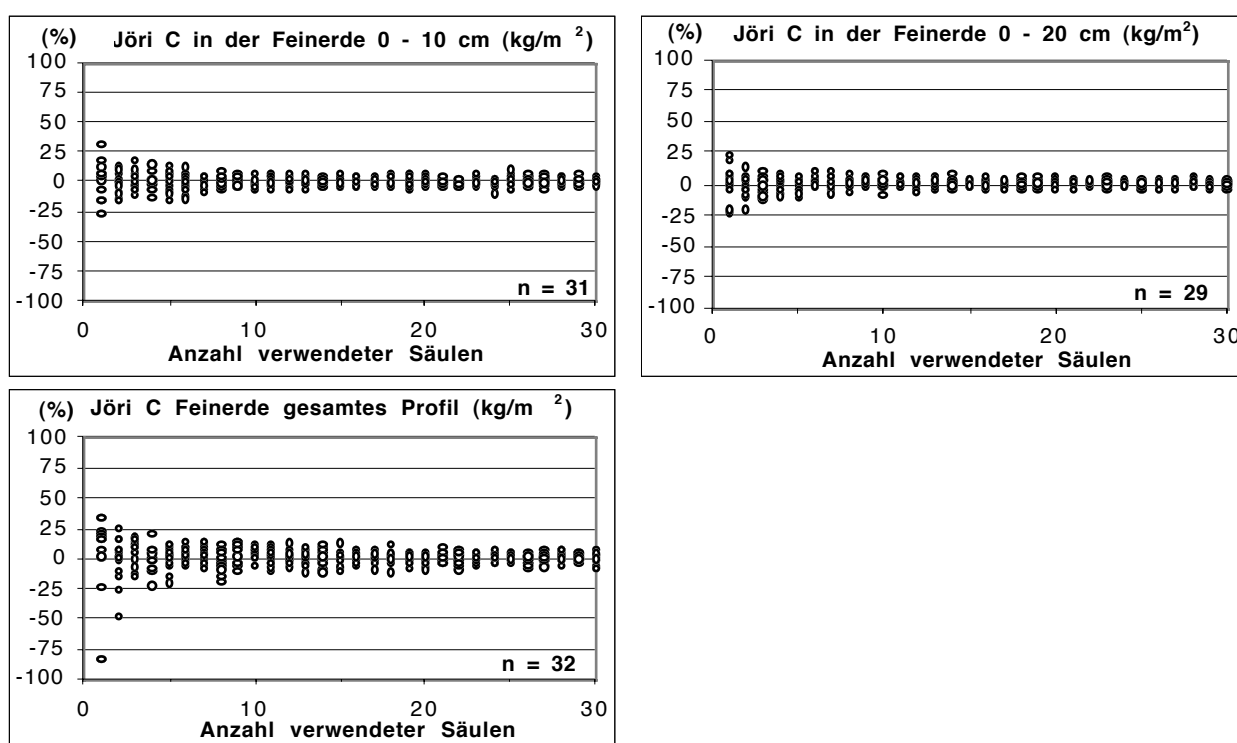 (%) Jöri C in der Feinerde 0 - 10 cm (kg/m 2)
100
75
50
25
0
-25
-50
-75
-100
n = 31
0 10 20 30
Anzahl verwendeter Säulen
(%) Jöri C in der Feinerde 0 - 20 cm (kg/m2)
100
75
50
25
0
-25
-50
-75
-100
n = 29
0 10 20 30
Anzahl verwendeter Säulen
(%) Jöri C Feinerde gesamtes Profil (kg/m 2)
100
75
50
25
0
-25
-50
-75
-100
n = 32
0 10 20 30
Anzahl verwendeter Säulen